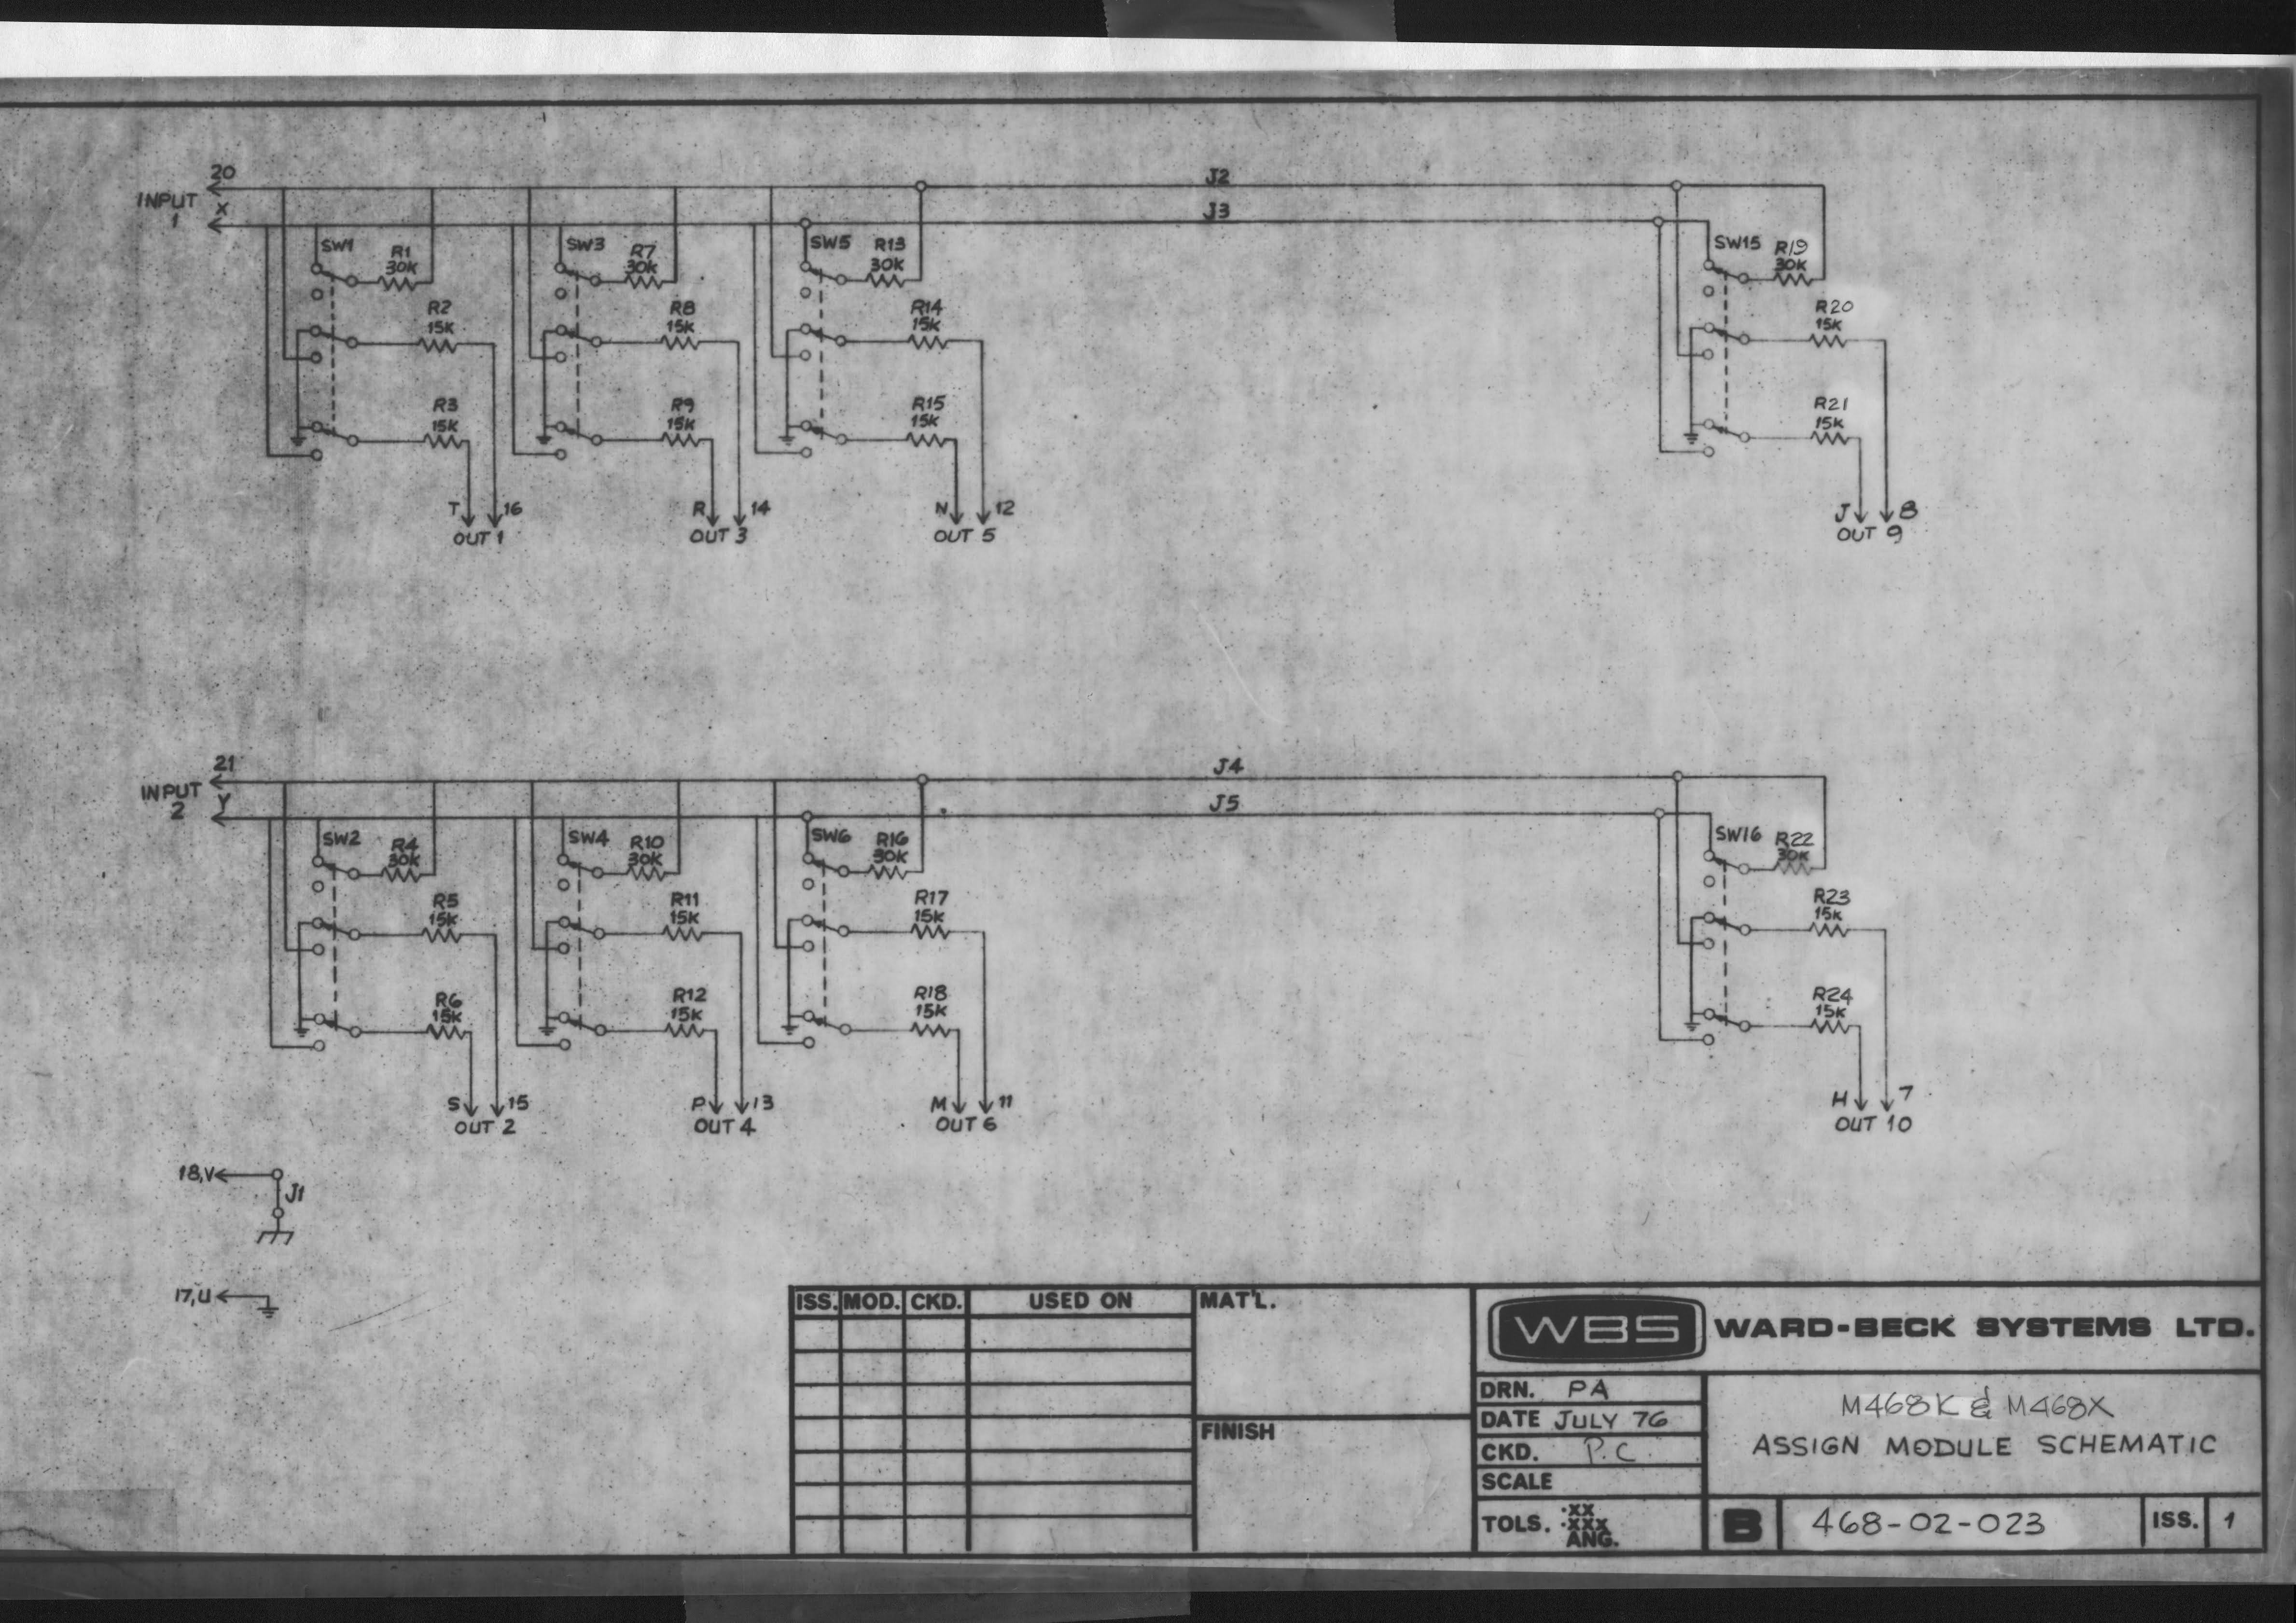 20
INPUT
1
X
J2
J3
SW1
R1
30K
R2
15K
R3
15K
T
16
OUT 1
SW3
R7
30K
R8
15K
R9
15K
R
14
OUT 3
SW5
R13
30K
R14
15K
R15
15K
N
12
OUT 5
SW15
R19
30K
R20
15K
R21
15K
J
8
OUT 9
21
INPUT
2
Y
J4
J5
SW2
R4
30K
R5
15K
R6
15K
S
15
OUT 2
SW4
R10
30K
R11
15K
R12
15K
P
13
OUT 4
SW6
R16
30K
R17
15K
R18
15K
M
11
OUT 6
SW16
R22
30K
R23
15K
R24
15K
H
7
OUT 10
18,V
J1
17,U
ISS. MOD. CKD. USED ON
MAT'L.
FINISH
WBS WARD-BECK SYSTEMS LTD.
DRN. PA
DATE JULY 76
CKD. P.C.
SCALE
TOLS. .XX
.XXX
ANG.
M468K & M468X
ASSIGN MODULE SCHEMATIC
B 468-02-023 ISS. 1